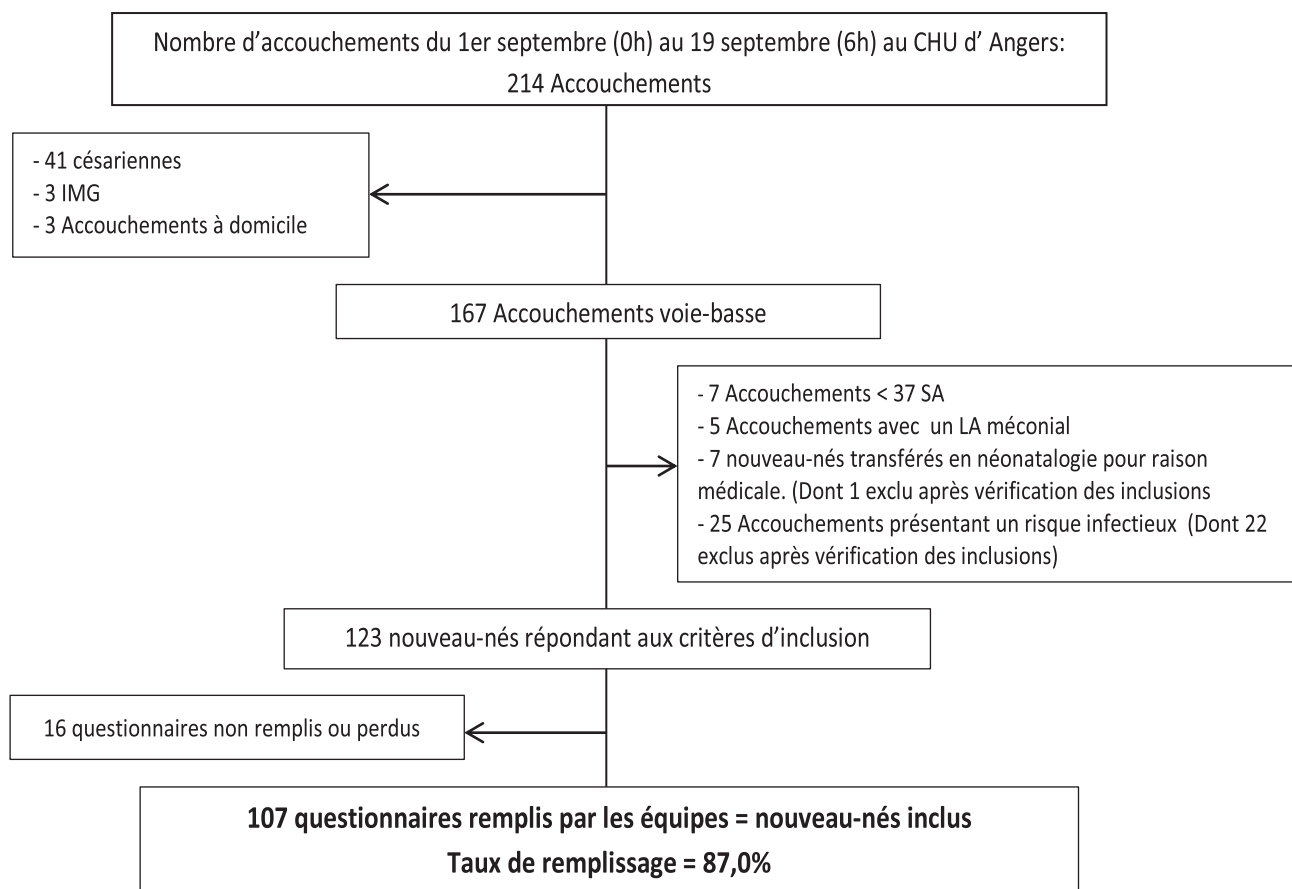 Nombre d'accouchements du 1er septembre (0h) au 19 septembre (6h) au CHU d' Angers:
214 Accouchements
- 41 césariennes
- 3 IMG
- 3 Accouchements à domicile
167 Accouchements voie-basse
- 7 Accouchements < 37 SA
- 5 Accouchements avec un LA méconial
- 7 nouveau-nés transférés en néonatalogie pour raison
médicale. (Dont 1 exclu après vérification des inclusions
- 25 Accouchements présentant un risque infectieux (Dont 22
exclus après vérification des inclusions)
123 nouveau-nés répondant aux critères d'inclusion
16 questionnaires non remplis ou perdus
107 questionnaires remplis par les équipes = nouveau-nés inclus
Taux de remplissage = 87,0%